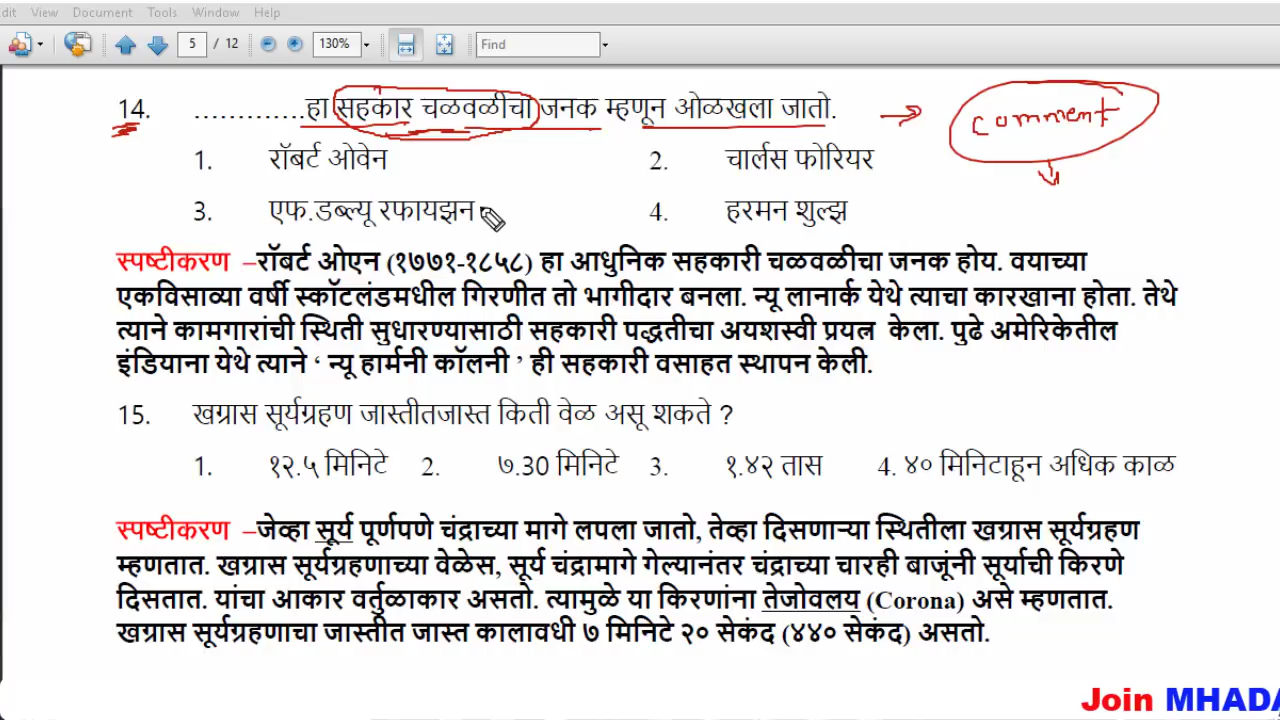 dit View Document Tools Window Help
5 / 12 130% Find
14. .............हा सहकार चळवळीचा जनक म्हणून ओळखला जातो. → comment
1. रॉबर्ट ओवेन 2. चार्लस फोरियर
3. एफ.डब्ल्यू रफायझन 4. हरमन शुल्झ
स्पष्टीकरण –रॉबर्ट ओएन (१७७१-१८५८) हा आधुनिक सहकारी चळवळीचा जनक होय. वयाच्या
एकविसाव्या वर्षी स्कॉटलंडमधील गिरणीत तो भागीदार बनला. न्यू लानार्क येथे त्याचा कारखाना होता. तेथे
त्याने कामगारांची स्थिती सुधारण्यासाठी सहकारी पद्धतीचा अयशस्वी प्रयत्न केला. पुढे अमेरिकेतील
इंडियाना येथे त्याने ‘ न्यू हार्मनी कॉलनी ’ ही सहकारी वसाहत स्थापन केली.
15. खग्रास सूर्यग्रहण जास्तीतजास्त किती वेळ असू शकते ?
1. १२.५ मिनिटे 2. ७.30 मिनिटे 3. १.४२ तास 4. ४० मिनिटाहून अधिक काळ
स्पष्टीकरण –जेव्हा सूर्य पूर्णपणे चंद्राच्या मागे लपला जातो, तेव्हा दिसणाऱ्या स्थितीला खग्रास सूर्यग्रहण
म्हणतात. खग्रास सूर्यग्रहणाच्या वेळेस, सूर्य चंद्रामागे गेल्यानंतर चंद्राच्या चारही बाजूंनी सूर्याची किरणे
दिसतात. यांचा आकार वर्तुळाकार असतो. त्यामुळे या किरणांना तेजोवलय (Corona) असे म्हणतात.
खग्रास सूर्यग्रहणाचा जास्तीत जास्त कालावधी ७ मिनिटे २० सेकंद (४४० सेकंद) असतो.
Join MHADA